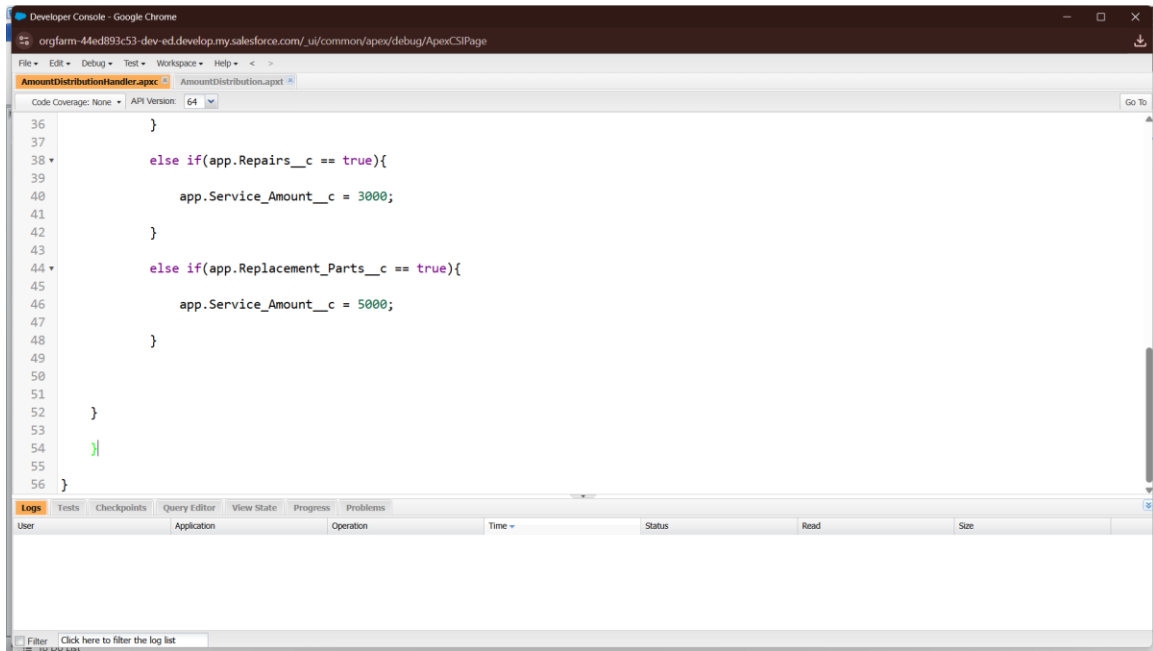 Developer Console - Google Chrome
orgfarm-44ed893c53-dev-ed.develop.my.salesforce.com/_ui/common/apex/debug/ApexCSIPage
File Edit Debug Test Workspace Help < >
AmountDistributionHandler.apxc AmountDistribution.apxt
Code Coverage: None API Version: 64 Go To
36 }
37
38 else if(app.Repairs__c == true){
39
40 app.Service_Amount__c = 3000;
41
42 }
43
44 else if(app.Replacement_Parts__c == true){
45
46 app.Service_Amount__c = 5000;
47
48 }
49
50
51
52 }
53
54 }
55
56 }
Logs Tests Checkpoints Query Editor View State Progress Problems
User Application Operation Time Status Read Size
Filter Click here to filter the log list
To Do List